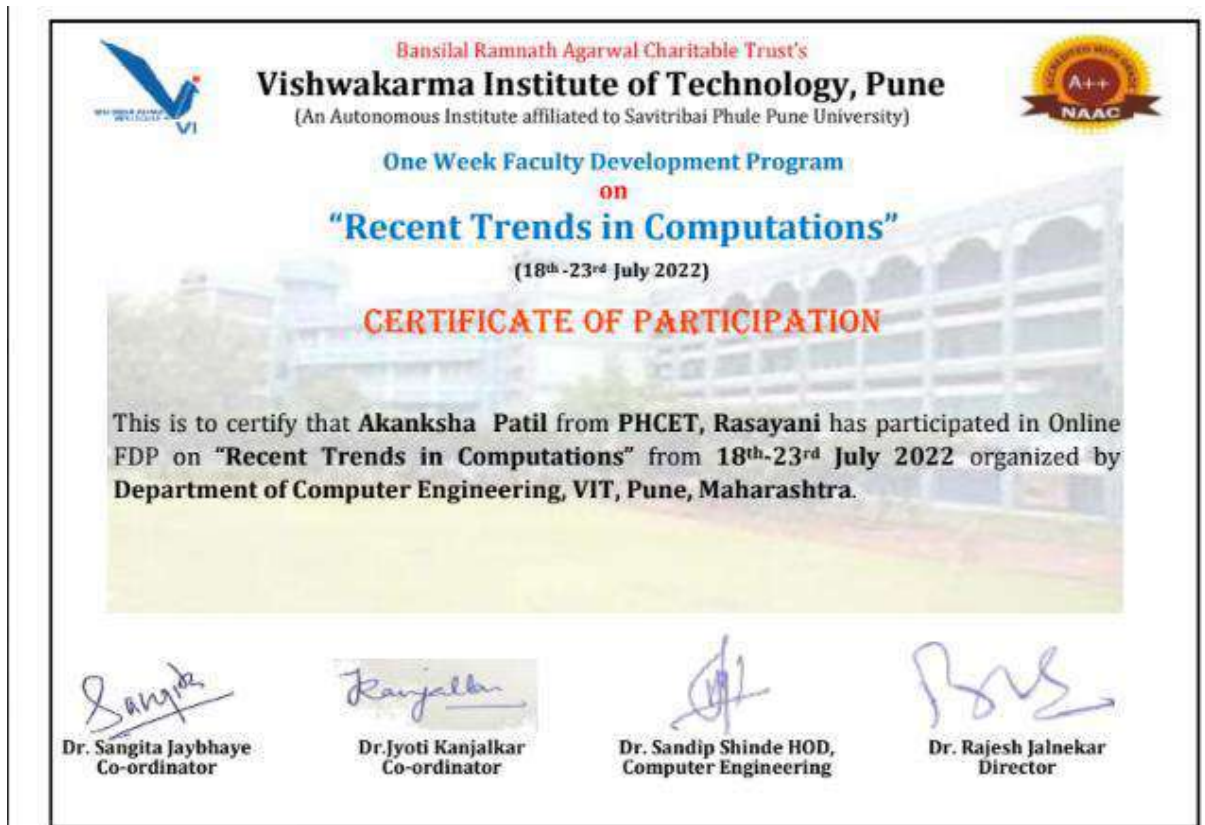 Bansilal Ramnath Agarwal Charitable Trust's
Vishwakarma Institute of Technology, Pune
(An Autonomous Institute affiliated to Savitribai Phule Pune University)
VI
A++
NAAC
One Week Faculty Development Program
on
“Recent Trends in Computations”
(18th -23rd July 2022)
CERTIFICATE OF PARTICIPATION
This is to certify that Akanksha Patil from PHCET, Rasayani has participated in Online
FDP on “Recent Trends in Computations” from 18th-23rd July 2022 organized by
Department of Computer Engineering, VIT, Pune, Maharashtra.
Sangita
Kanjalkar
Dr. Sangita Jaybhaye
Co-ordinator
Dr.Jyoti Kanjalkar
Co-ordinator
Dr. Sandip Shinde HOD,
Computer Engineering
Dr. Rajesh Jalnekar
Director